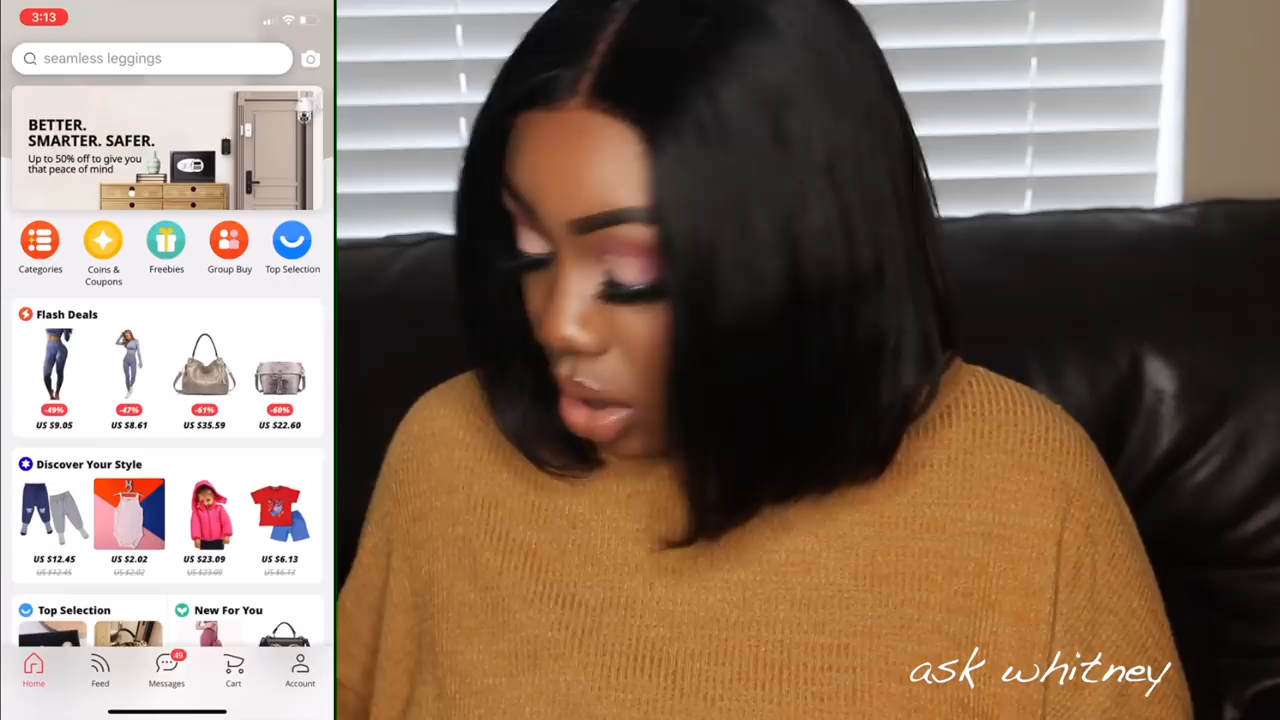 3:13
seamless leggings
BETTER.
SMARTER. SAFER.
Up to 50% off to give you
that peace of mind
Categories
Coins &
Coupons
Freebies
Group Buy
Top Selection
Flash Deals
-49%
-47%
-61%
-60%
US $9.05
US $8.61
US $35.59
US $22.60
Discover Your Style
US $12.45
US $2.02
US $23.09
US $6.13
US $12.45
US $2.02
US $23.09
US $6.13
Top Selection
New For You
49
Home
Feed
Messages
Cart
Account
ask whitney